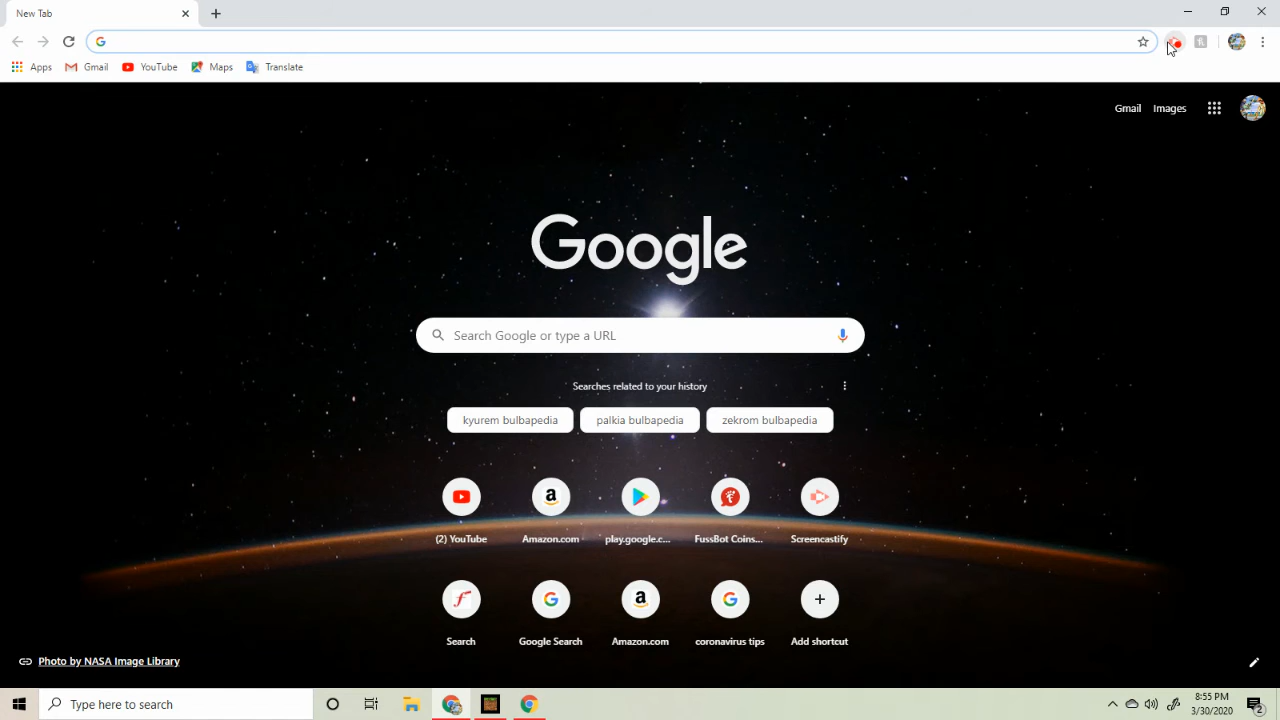 New Tab
Apps
Gmail
YouTube
Maps
Translate
Gmail
Images
Google
Search Google or type a URL
Searches related to your history
kyurem bulbapedia
palkia bulbapedia
zekrom bulbapedia
(2) YouTube
Amazon.com
play.google.c...
FussBot Coins...
Screencastify
Search
Google Search
Amazon.com
coronavirus tips
Add shortcut
Photo by NASA Image Library
Type here to search
8:55 PM
3/30/2020
2